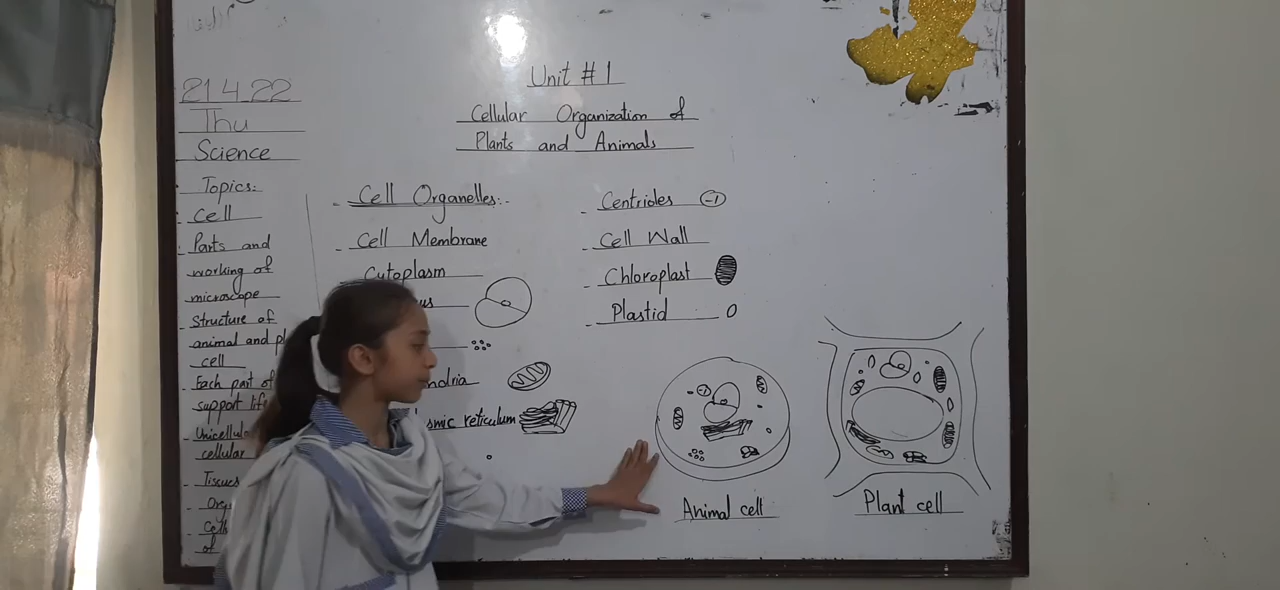 21 4 22
Thu
Science
Unit # 1
Cellular Organization of
Plants and Animals
Topics:
- Cell
- Parts and
working of
microscope
- Structure of
animal and
cell
- Each part of
support
-
cellular
- Tissues
-
-
of
- Cell Organelles:-
- Cell Membrane
Cytoplasm
smic reticulum
- Centrioles
- Cell Wall
- Chloroplast
- Plastid
Animal cell
Plant cell